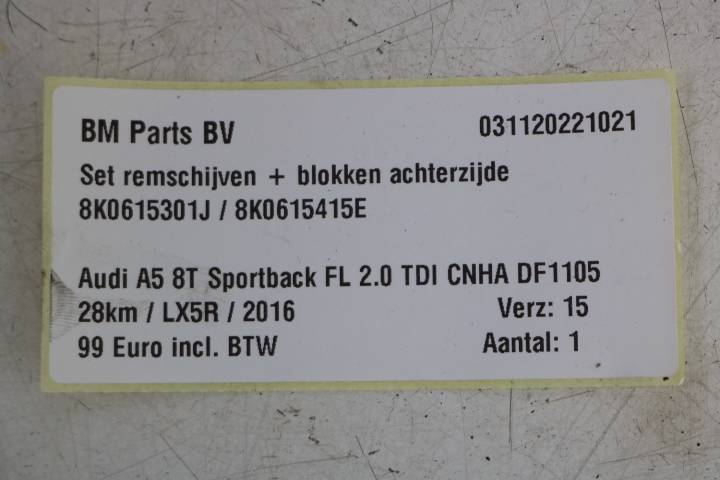 BM Parts BV 031120221021
Set remschijven + blokken achterzijde
8K0615301J / 8K0615415E
Audi A5 8T Sportback FL 2.0 TDI CNHA DF1105
28km / LX5R / 2016 Verz: 15
99 Euro incl. BTW Aantal: 1